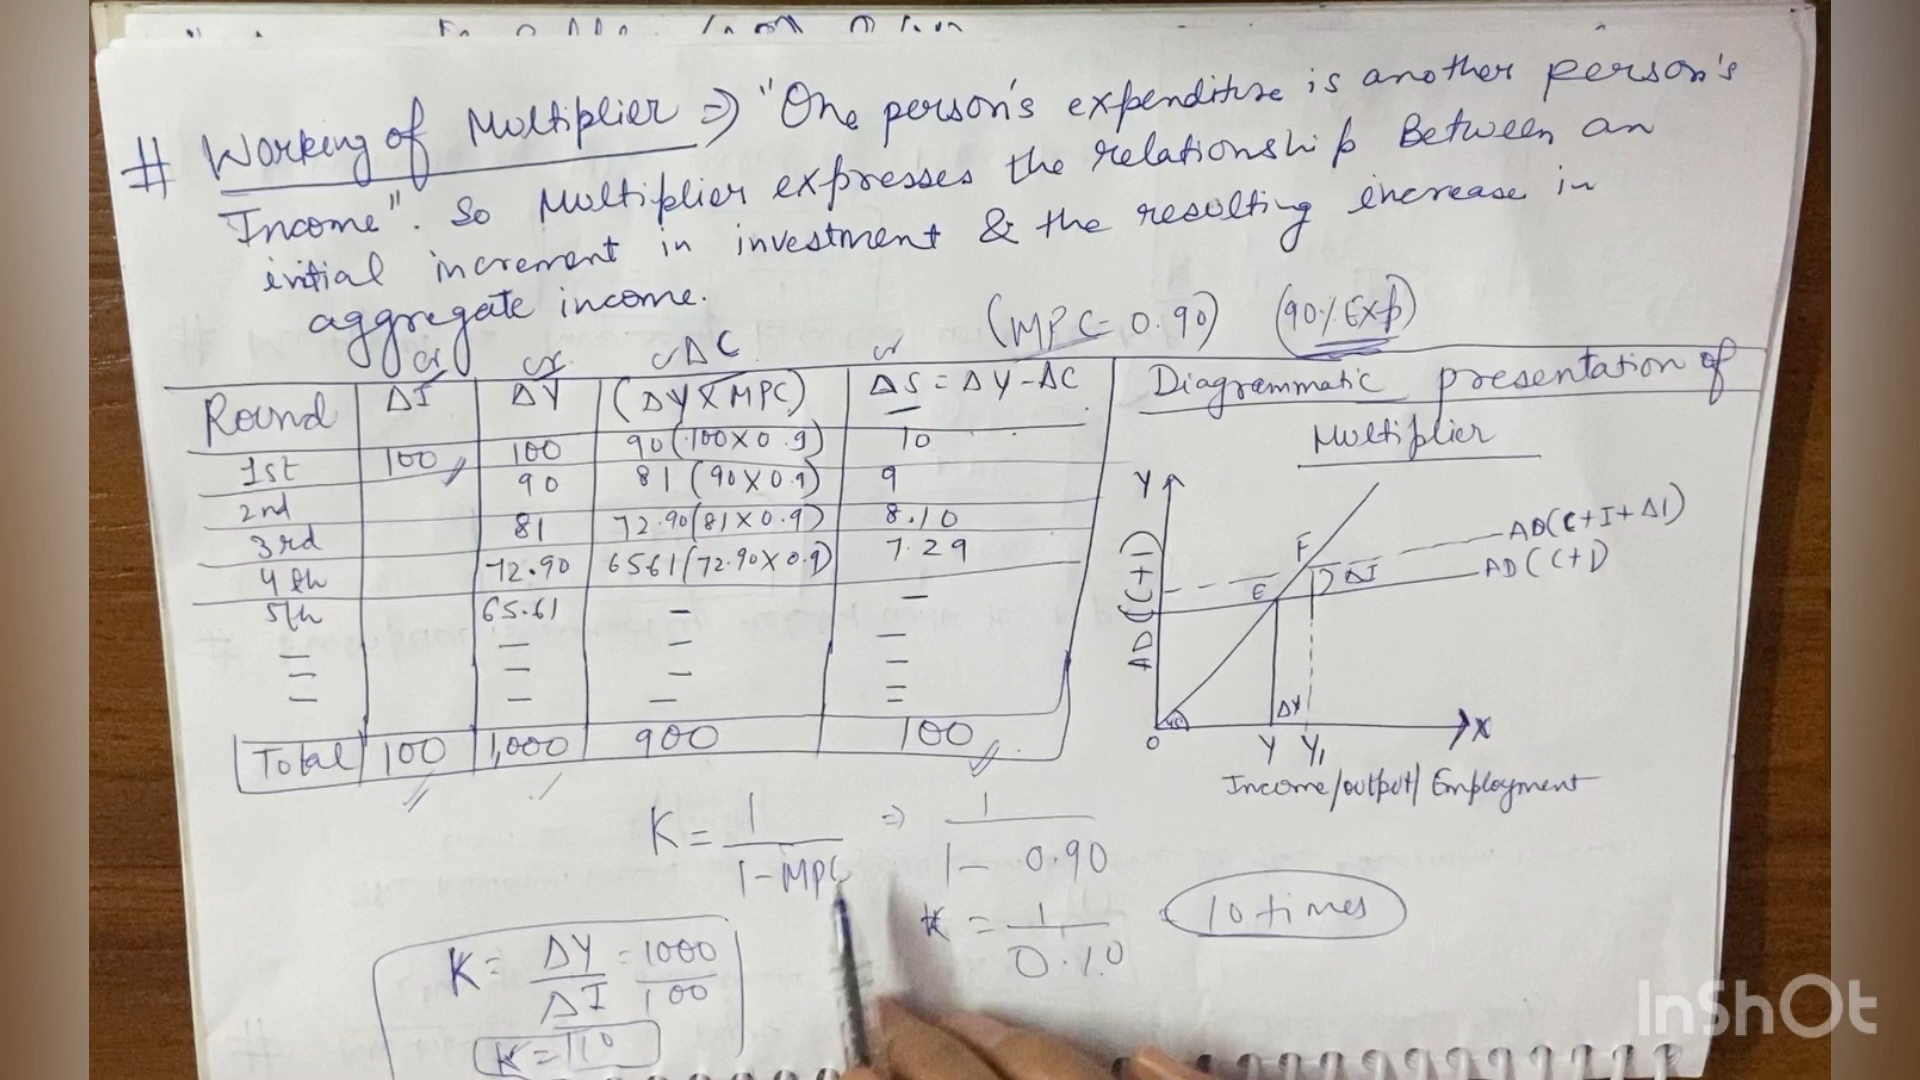 # Working of Multiplier ⇒ "One person's expenditure is another person's
Income". So Multiplier expresses the relationship Between an
initial increment in investment & the resulting increase in
aggregate income.
(MPC = 0.90) (90% Exp)
Cr Cr Cr ΔC Cr
Round ΔI ΔY (ΔY X MPC) ΔS = ΔY - ΔC
1st 100 100 90 (100 X 0.9) 10
2nd 90 81 (90 X 0.9) 9
3rd 81 72.90 (81 X 0.9) 8.10
4th 72.90 6561 (72.90 X 0.9) 7.29
5th 65.61 - -
- - - -
- - - -
- - - -
Total 100 1,000 900 100
Diagrammatic presentation of
Multiplier
Y
AD (C+I)
AD (C+I+ΔI)
AD (C+I)
F
E
ΔI
ΔY
45°
O Y Y₁ X
Income/output/Employment
K = 1 / 1 - MPC ⇒ 1 / 1 - 0.90
K = 1 / 0.10 = 10 times
K = ΔY / ΔI = 1000 / 100
K = 10
InShOt